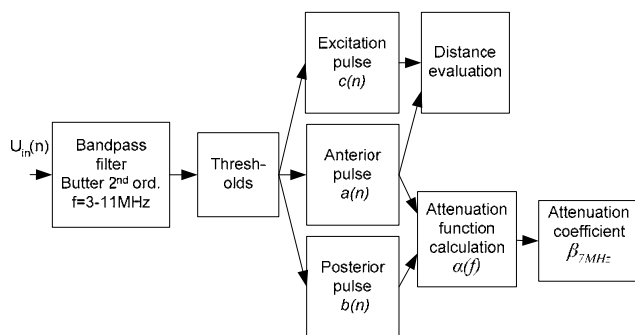 U_in(n)
Bandpass
filter
Butter 2nd ord.
f=3-11MHz
Thresh-
olds
Excitation
pulse
c(n)
Anterior
pulse
a(n)
Posterior
pulse
b(n)
Distance
evaluation
Attenuation
function
calculation
α(f)
Attenuation
coefficient
β7MHz